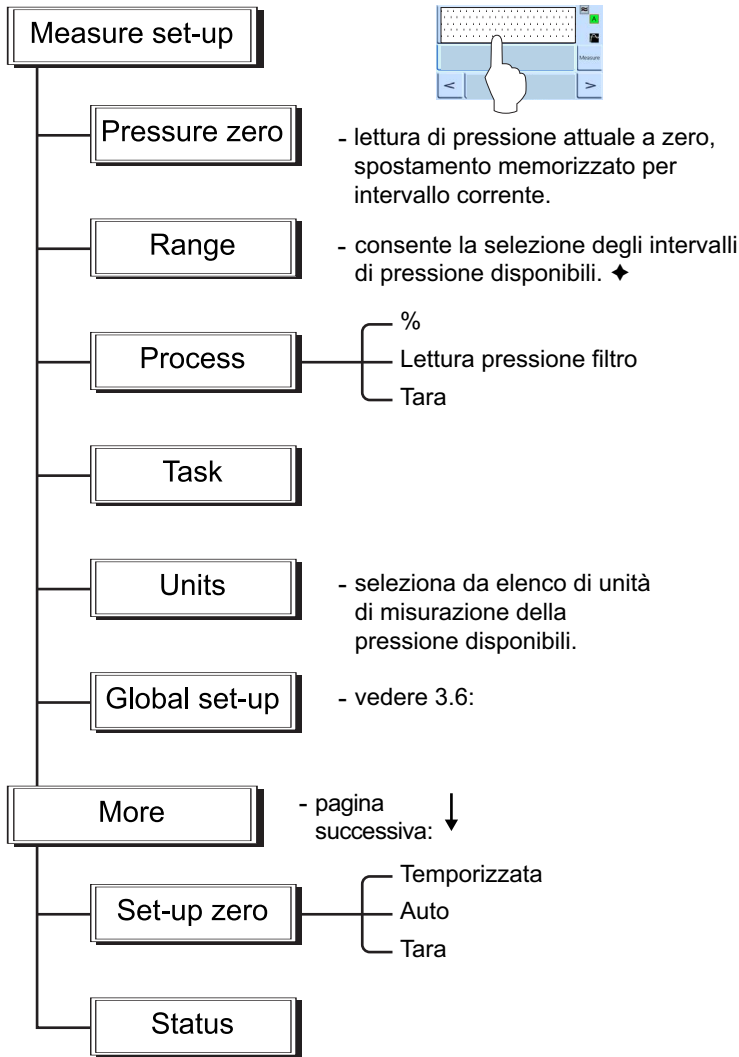 Measure set-up
A
Measure
< >
Pressure zero
- lettura di pressione attuale a zero,
spostamento memorizzato per
intervallo corrente.
Range
- consente la selezione degli intervalli
di pressione disponibili. ✦
Process
%
Lettura pressione filtro
Tara
Task
Units
- seleziona da elenco di unità
di misurazione della
pressione disponibili.
Global set-up
- vedere 3.6:
More
- pagina
successiva: ↓
Set-up zero
Temporizzata
Auto
Tara
Status